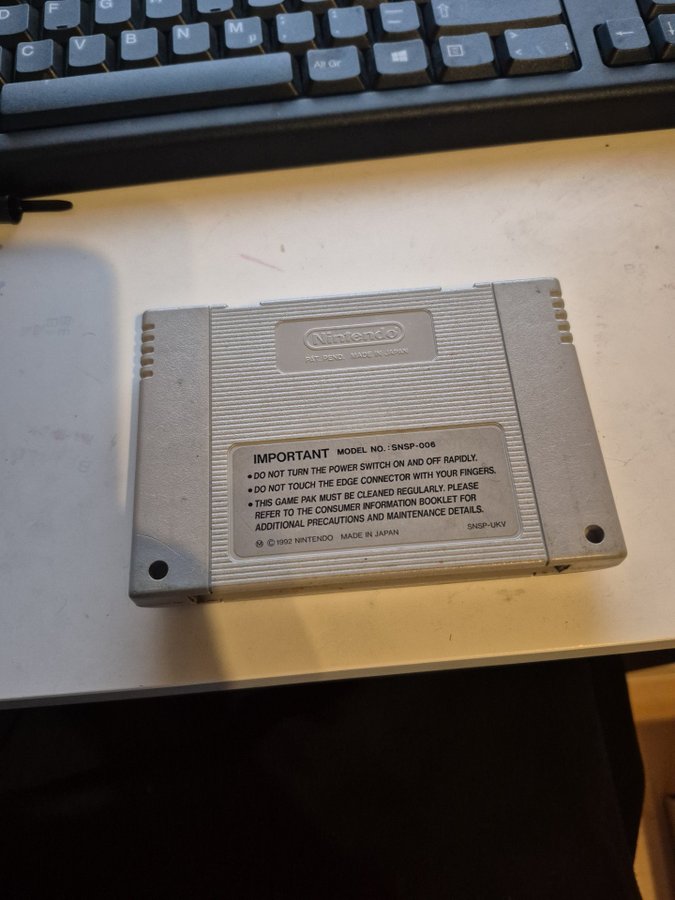 D F G H
C V B N M µ ; : - ⇧
Alt Gr
> <
←
Nintendo
PAT. PEND. MADE IN JAPAN
IMPORTANT MODEL NO. : SNSP-006
• DO NOT TURN THE POWER SWITCH ON AND OFF RAPIDLY.
• DO NOT TOUCH THE EDGE CONNECTOR WITH YOUR FINGERS.
• THIS GAME PAK MUST BE CLEANED REGULARLY. PLEASE
REFER TO THE CONSUMER INFORMATION BOOKLET FOR
ADDITIONAL PRECAUTIONS AND MAINTENANCE DETAILS.
Ⓜ © 1992 NINTENDO MADE IN JAPAN SNSP-UKV